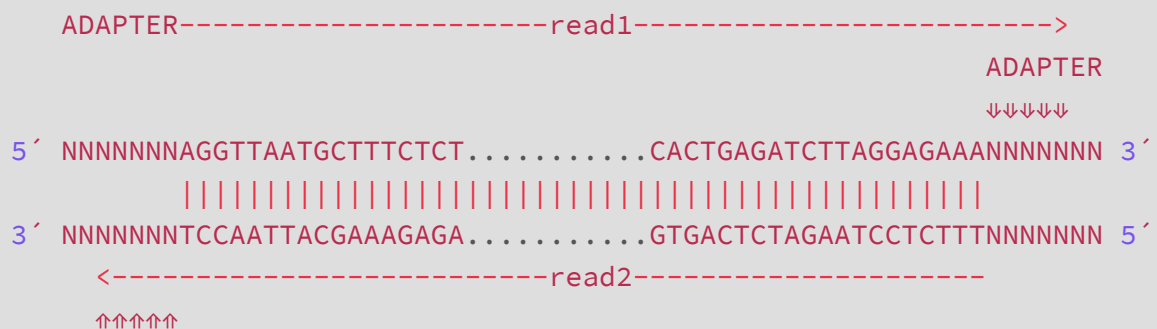 ADAPTER----------------------read1-------------------------->
ADAPTER
⤋⤋⤋⤋⤋
5´ NNNNNNNAGGTTAATGCTTTCTCT...........CACTGAGATCTTAGGAGAAANNNNNNN 3´
||||||||||||||||||||||||||||||||||||||||||||||||
3´ NNNNNNNTCCAATTACGAAAGAGA...........GTGACTCTAGAATCCTCTTTNNNNNNN 5´
<--------------------------read2---------------------
⤊⤊⤊⤊⤊